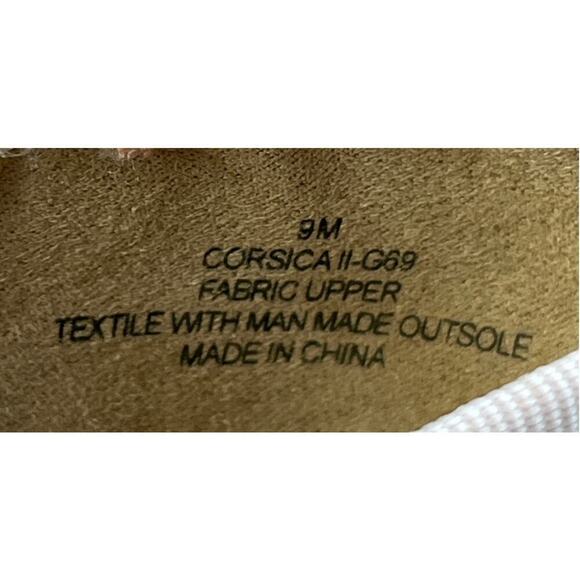 9M
CORSICA II-G69
FABRIC UPPER
TEXTILE WITH MAN MADE OUTSOLE
MADE IN CHINA